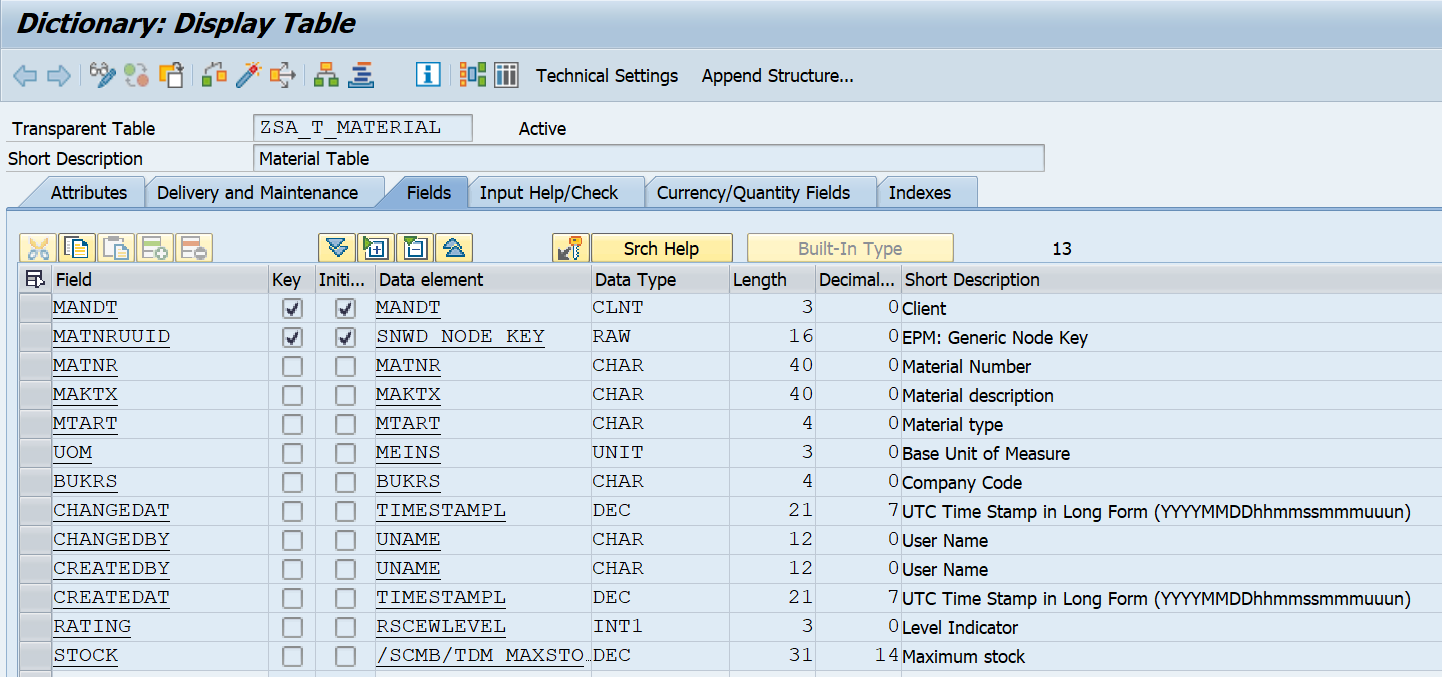 Dictionary: Display Table
Technical Settings Append Structure...
Transparent Table ZSA_T_MATERIAL Active
Short Description Material Table
Attributes Delivery and Maintenance Fields Input Help/Check Currency/Quantity Fields Indexes
Srch Help Built-In Type 13
Field Key Initi... Data element Data Type Length Decimal... Short Description
MANDT MANDT CLNT 3 0 Client
MATNRUUID SNWD_NODE_KEY RAW 16 0 EPM: Generic Node Key
MATNR MATNR CHAR 40 0 Material Number
MAKTX MAKTX CHAR 40 0 Material description
MTART MTART CHAR 4 0 Material type
UOM MEINS UNIT 3 0 Base Unit of Measure
BUKRS BUKRS CHAR 4 0 Company Code
CHANGEDAT TIMESTAMPL DEC 21 7 UTC Time Stamp in Long Form (YYYYMMDDhhmmssmmmuuun)
CHANGEDBY UNAME CHAR 12 0 User Name
CREATEDBY UNAME CHAR 12 0 User Name
CREATEDAT TIMESTAMPL DEC 21 7 UTC Time Stamp in Long Form (YYYYMMDDhhmmssmmmuuun)
RATING RSCEWLEVEL INT1 3 0 Level Indicator
STOCK /SCMB/TDM_MAXSTO... DEC 31 14 Maximum stock